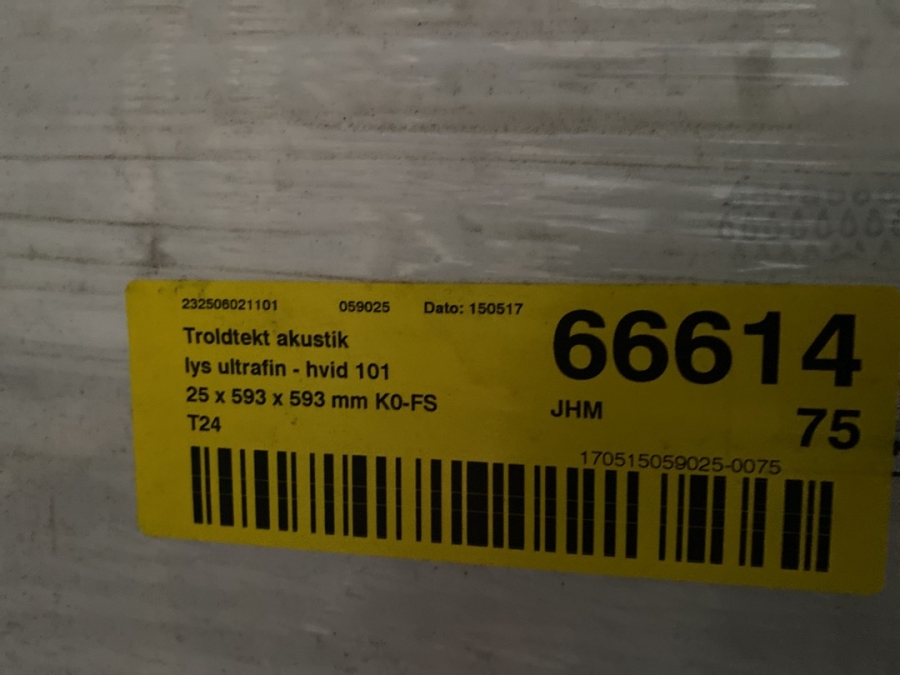 232506021101 059025 Dato: 150517
66614
Troldtekt akustik
lys ultrafin - hvid 101
25 x 593 x 593 mm K0-FS
JHM
75
T24
170515059025-0075